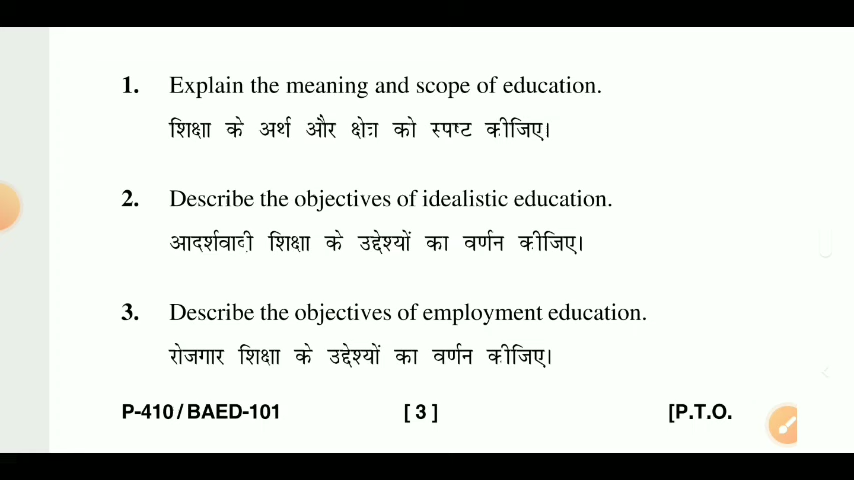 1. Explain the meaning and scope of education.
शिक्षा के अर्थ और क्षेत्र को स्पष्ट कीजिए।
2. Describe the objectives of idealistic education.
आदर्शवादी शिक्षा के उद्देश्यों का वर्णन कीजिए।
3. Describe the objectives of employment education.
रोजगार शिक्षा के उद्देश्यों का वर्णन कीजिए।
P-410 / BAED-101 [ 3 ] [P.T.O.